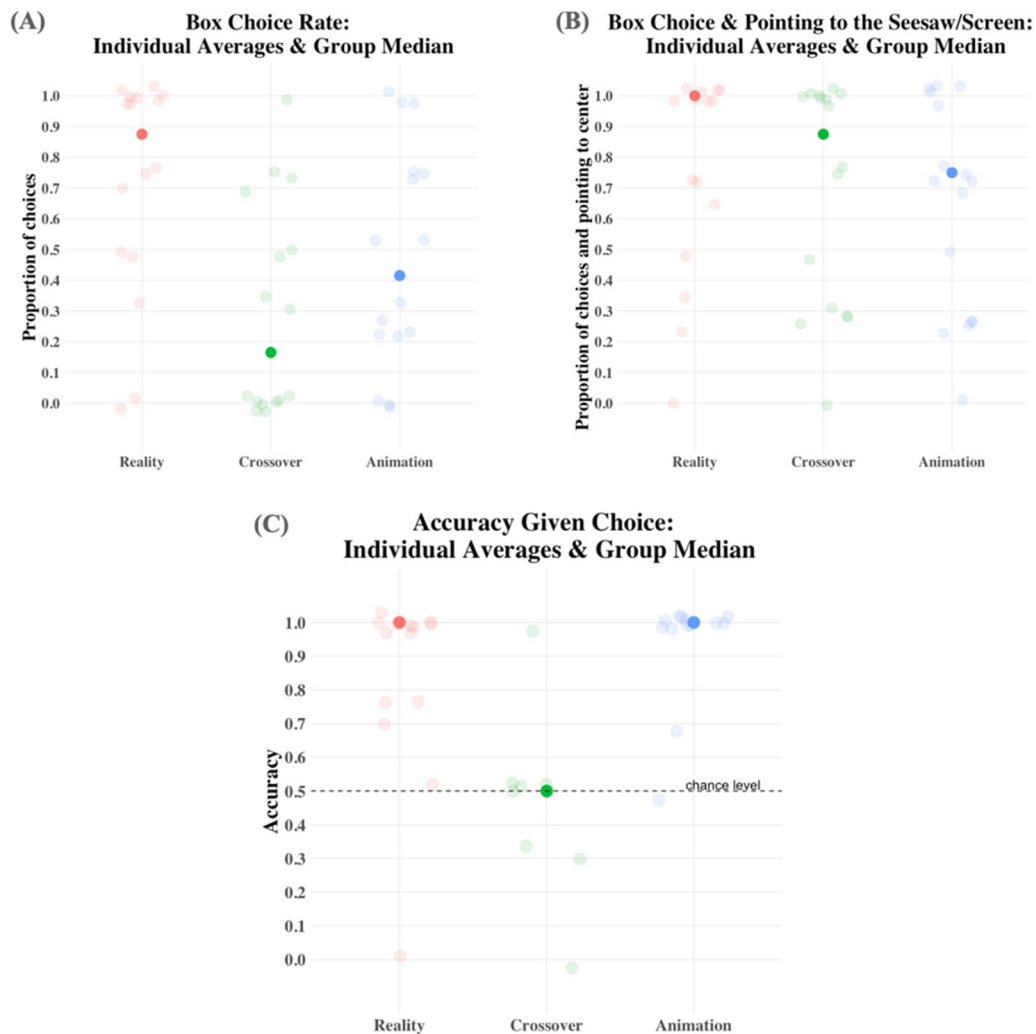 (A)
Box Choice Rate:
Individual Averages & Group Median
Proportion of choices
1.0
0.9
0.8
0.7
0.6
0.5
0.4
0.3
0.2
0.1
0.0
Reality Crossover Animation
(B)
Box Choice & Pointing to the Seesaw/Screen:
Individual Averages & Group Median
Proportion of choices and pointing to center
1.0
0.9
0.8
0.7
0.6
0.5
0.4
0.3
0.2
0.1
0.0
Reality Crossover Animation
(C)
Accuracy Given Choice:
Individual Averages & Group Median
Accuracy
1.0
0.9
0.8
0.7
0.6
0.5
0.4
0.3
0.2
0.1
0.0
chance level
Reality Crossover Animation